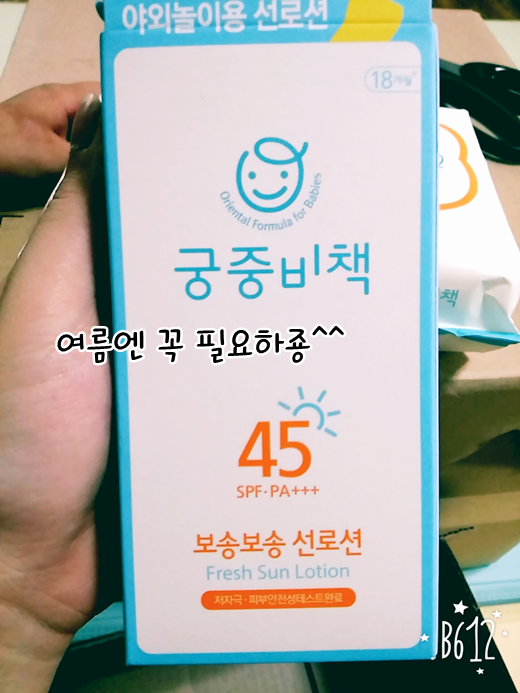 야외놀이용 선로션
18개월+
Oriental Formula for Babies
궁중비책
여름엔 꼭 필요하죵^^
45
SPF·PA+++
보송보송 선로션
Fresh Sun Lotion
저자극·피부안전성테스트완료
책
B612